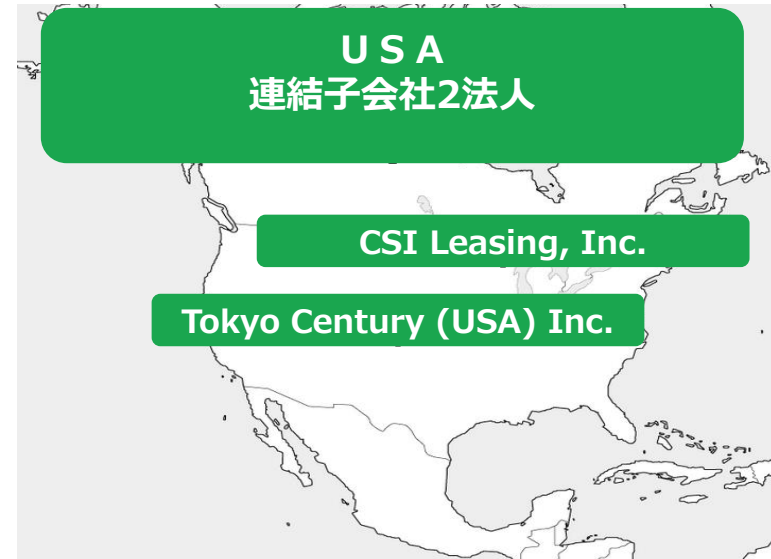 ＵＳＡ
連結子会社2法人
CSI Leasing, Inc.
Tokyo Century (USA) Inc.